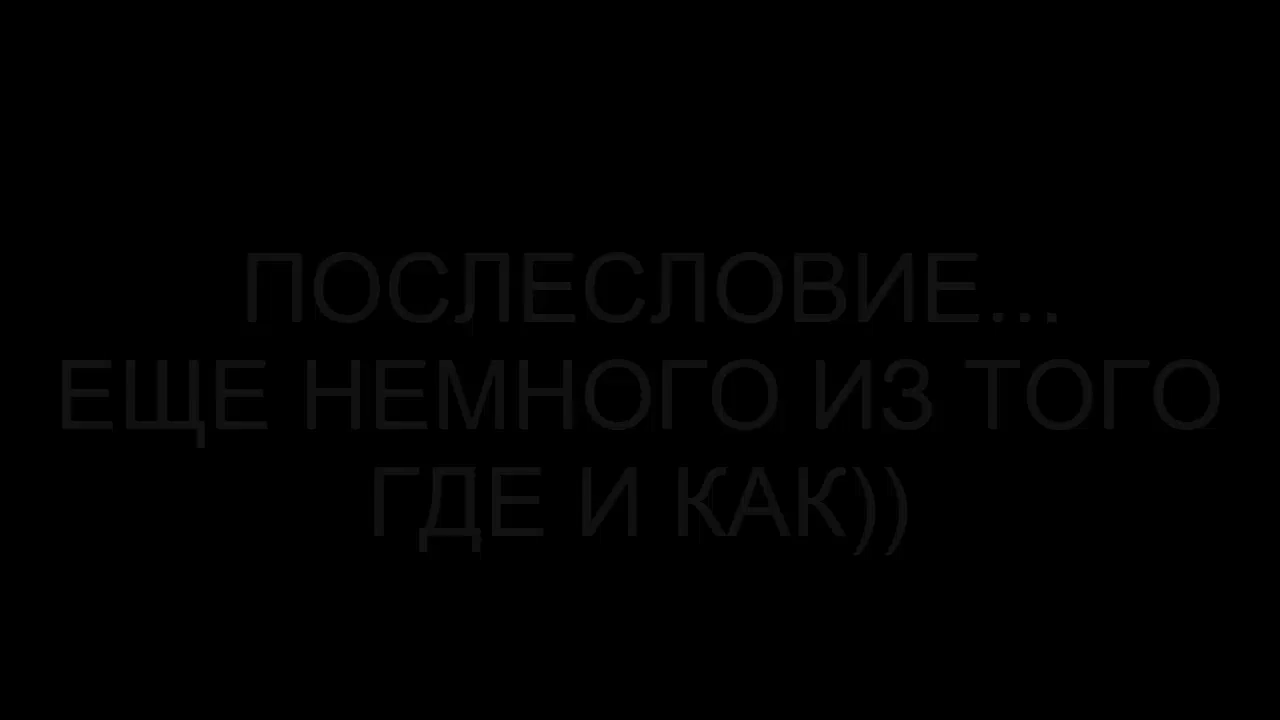 ПОСЛЕСЛОВИЕ...
ЕЩЕ НЕМНОГО ИЗ ТОГО
ГДЕ И КАК))